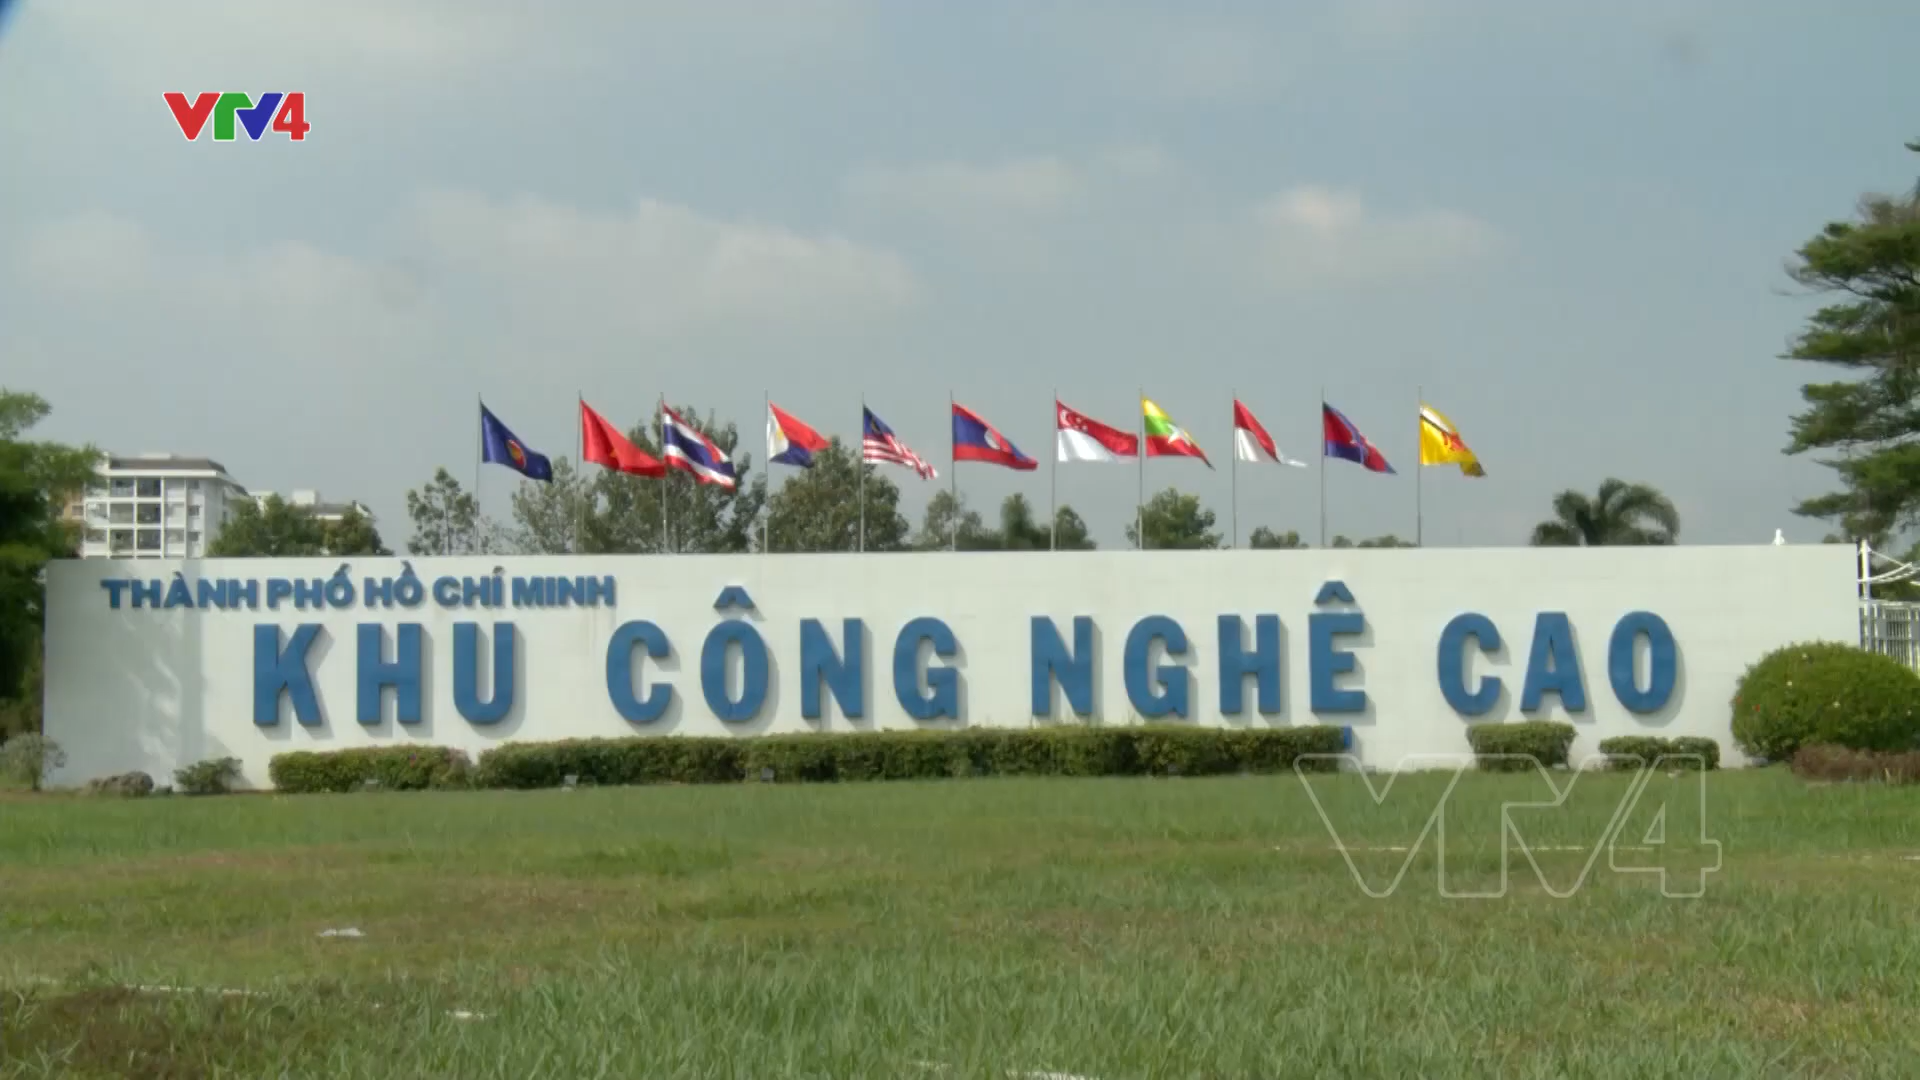 VTV4
THÀNH PHỐ HỒ CHÍ MINH
KHU CÔNG NGHỆ CAO
VTV4